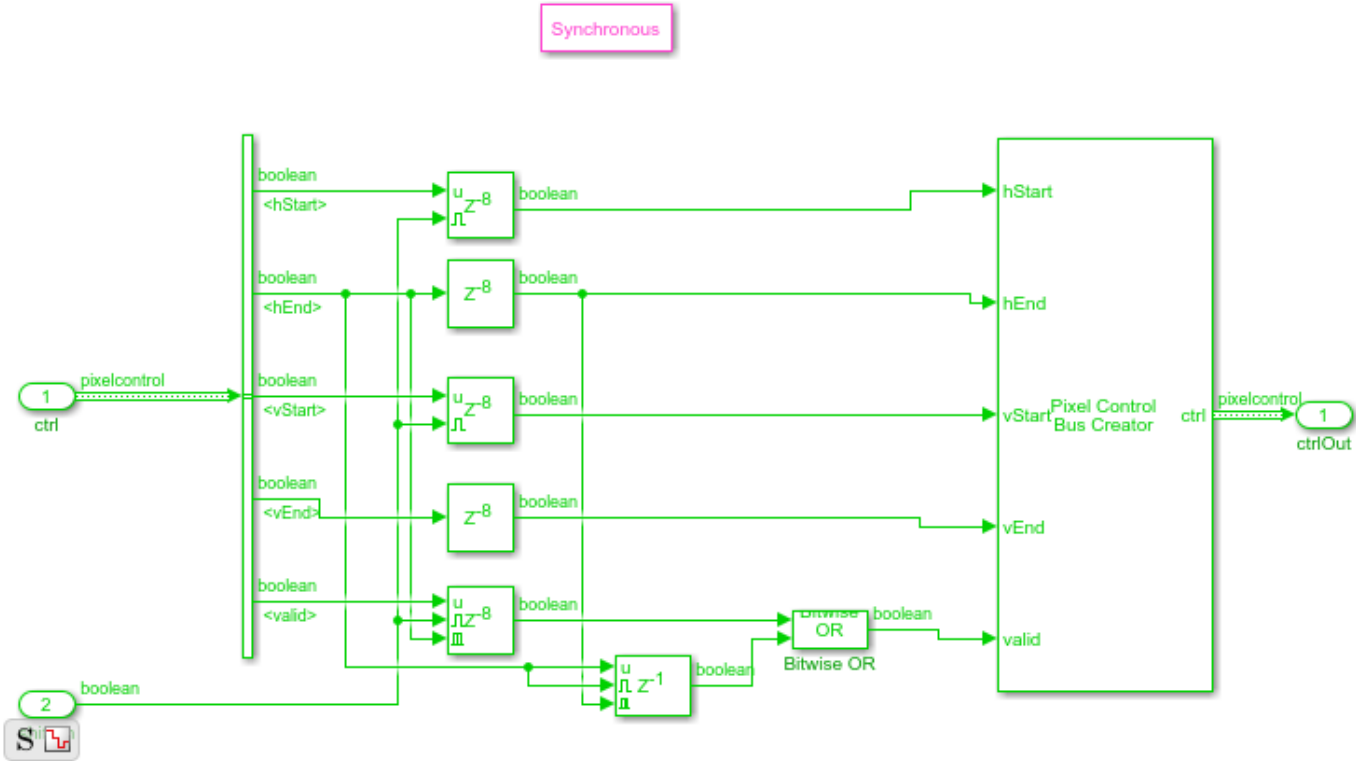 Synchronous
boolean
<hStart>
u
Z-8
boolean
hStart
boolean
<hEnd>
Z-8
boolean
hEnd
1
ctrl
pixelcontrol
boolean
<vStart>
u
Z-8
boolean
vStart
Pixel Control
Bus Creator
ctrl
pixelcontrol
1
ctrlOut
boolean
<vEnd>
Z-8
boolean
vEnd
boolean
<valid>
u
Z-8
boolean
Bitwise
OR
Bitwise OR
boolean
valid
u
Z-1
boolean
2
boolean
S